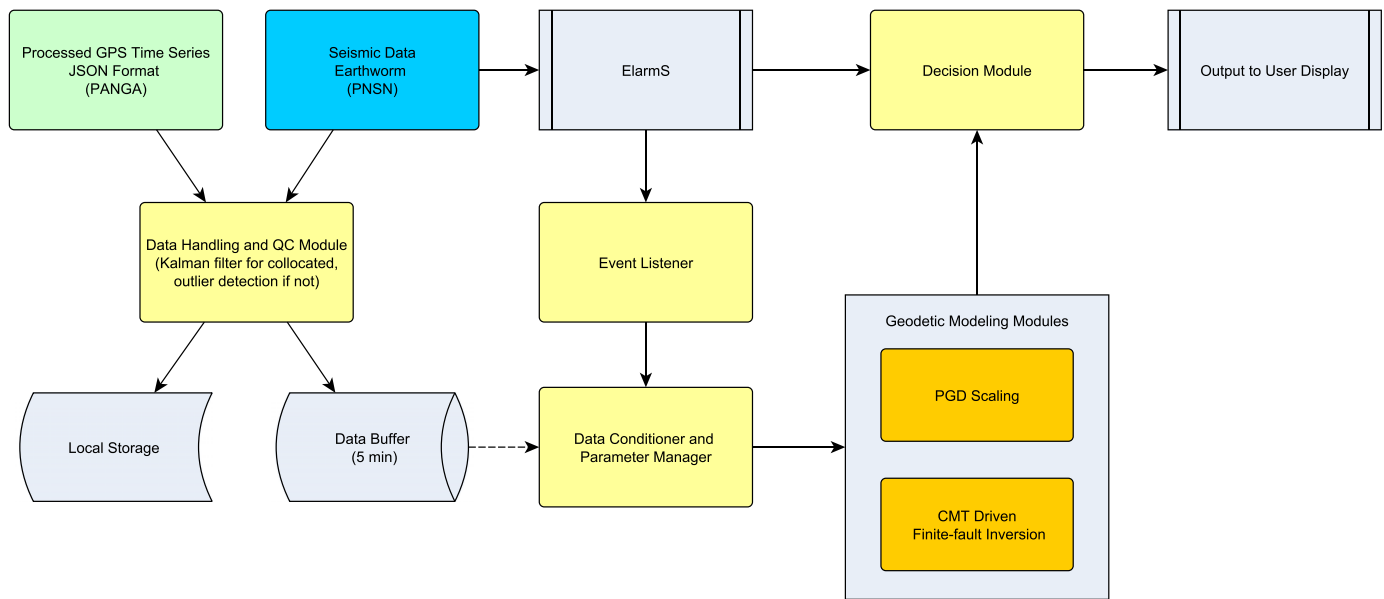 Processed GPS Time Series
JSON Format
(PANGA)
Seismic Data
Earthworm
(PNSN)
ElarmS
Decision Module
Output to User Display
Data Handling and QC Module
(Kalman filter for collocated,
outlier detection if not)
Event Listener
Geodetic Modeling Modules
PGD Scaling
Local Storage
Data Buffer
(5 min)
Data Conditioner and
Parameter Manager
CMT Driven
Finite-fault Inversion